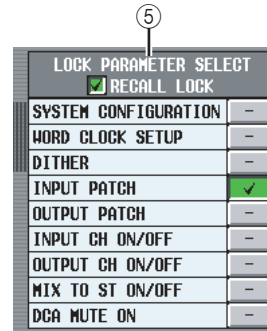 5
LOCK PARAMETER SELECT
RECALL LOCK
SYSTEM CONFIGURATION –
WORD CLOCK SETUP –
DITHER –
INPUT PATCH ✓
OUTPUT PATCH –
INPUT CH ON/OFF –
OUTPUT CH ON/OFF –
MIX TO ST ON/OFF –
DCA MUTE ON –